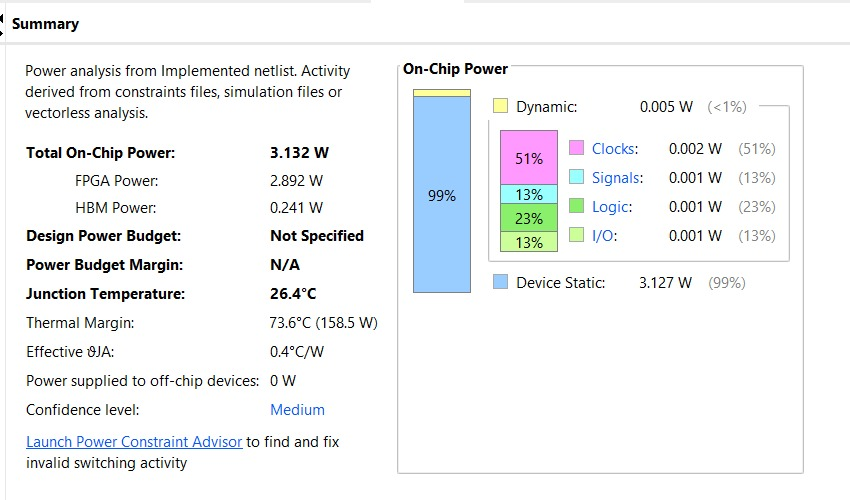 Summary
Power analysis from Implemented netlist. Activity
derived from constraints files, simulation files or
vectorless analysis.
Total On-Chip Power: 3.132 W
FPGA Power: 2.892 W
HBM Power: 0.241 W
Design Power Budget: Not Specified
Power Budget Margin: N/A
Junction Temperature: 26.4°C
Thermal Margin: 73.6°C (158.5 W)
Effective ϑJA: 0.4°C/W
Power supplied to off-chip devices: 0 W
Confidence level: Medium
Launch Power Constraint Advisor to find and fix
invalid switching activity
On-Chip Power
99%
Dynamic: 0.005 W (<1%)
51%
13%
23%
13%
Clocks: 0.002 W (51%)
Signals: 0.001 W (13%)
Logic: 0.001 W (23%)
I/O: 0.001 W (13%)
Device Static: 3.127 W (99%)